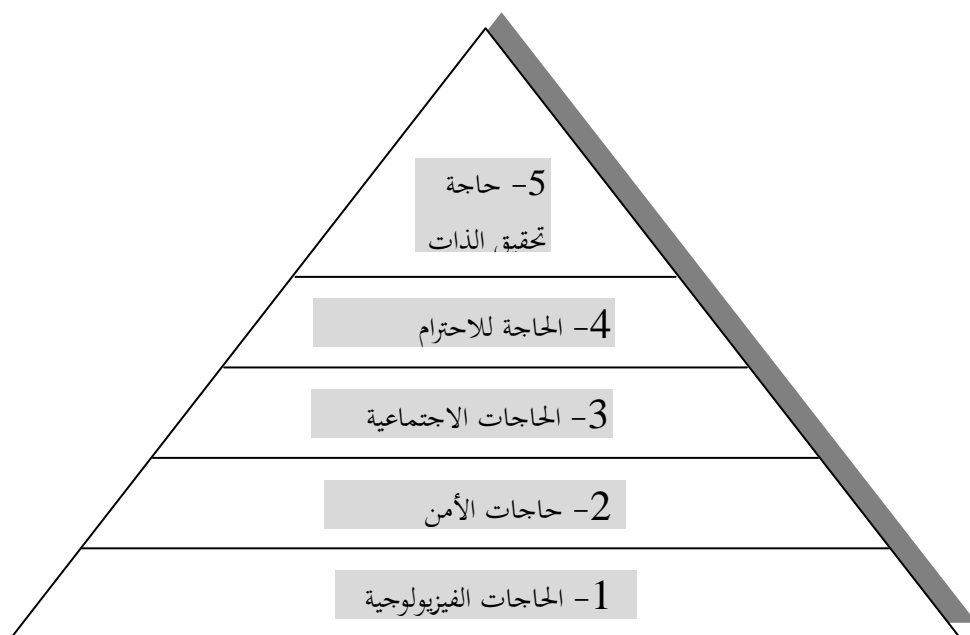 5- حاجة
تحقيق الذات
4- الحاجة للاحترام
3- الحاجات الاجتماعية
2- حاجات الأمن
1- الحاجات الفيزيولوجية